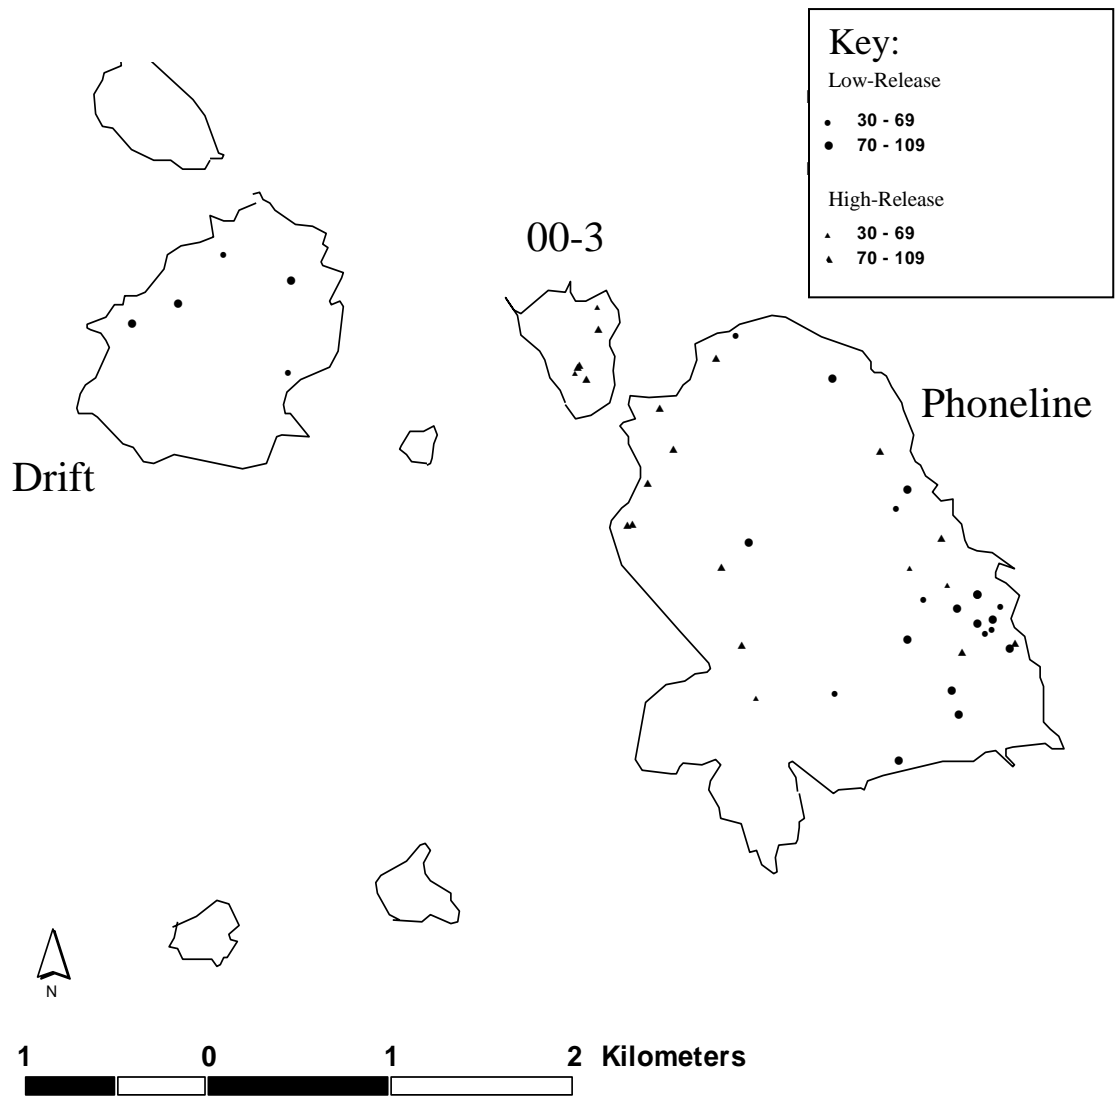 Key:
Low-Release
30 - 69
70 - 109
High-Release
30 - 69
70 - 109
00-3
Phoneline
Drift
N
1 0 1 2 Kilometers